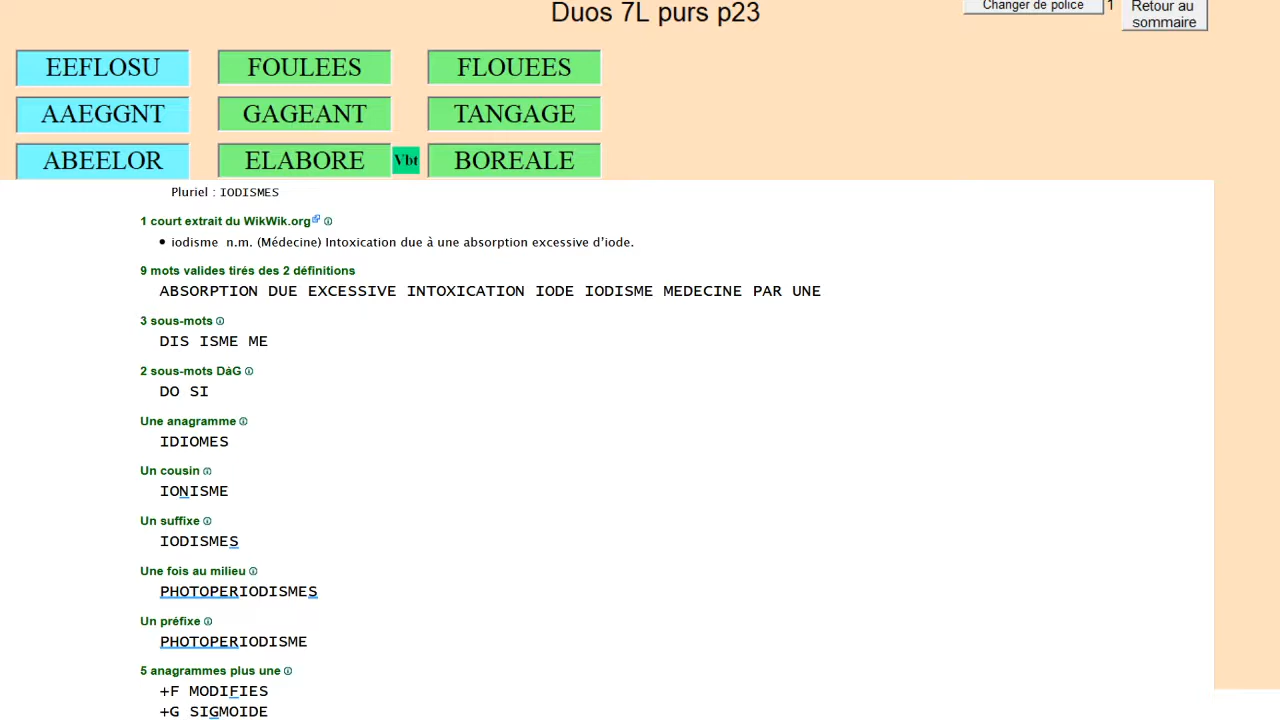 Duos 7L purs p23
Changer de police
1
Retour au
sommaire
EEFLOSU FOULEES FLOUEES
AAEGGNT GAGEANT TANGAGE
ABEELOR ELABORE Vbt BOREALE
Pluriel : IODISMES
1 court extrait du WikWik.org
• iodisme n.m. (Médecine) Intoxication due à une absorption excessive d’iode.
9 mots valides tirés des 2 définitions
ABSORPTION DUE EXCESSIVE INTOXICATION IODE IODISME MEDECINE PAR UNE
3 sous-mots
DIS ISME ME
2 sous-mots DàG
DO SI
Une anagramme
IDIOMES
Un cousin
IONISME
Un suffixe
IODISMES
Une fois au milieu
PHOTOPERIODISMES
Un préfixe
PHOTOPERIODISME
5 anagrammes plus une
+F MODIFIES
+G SIGMOIDE